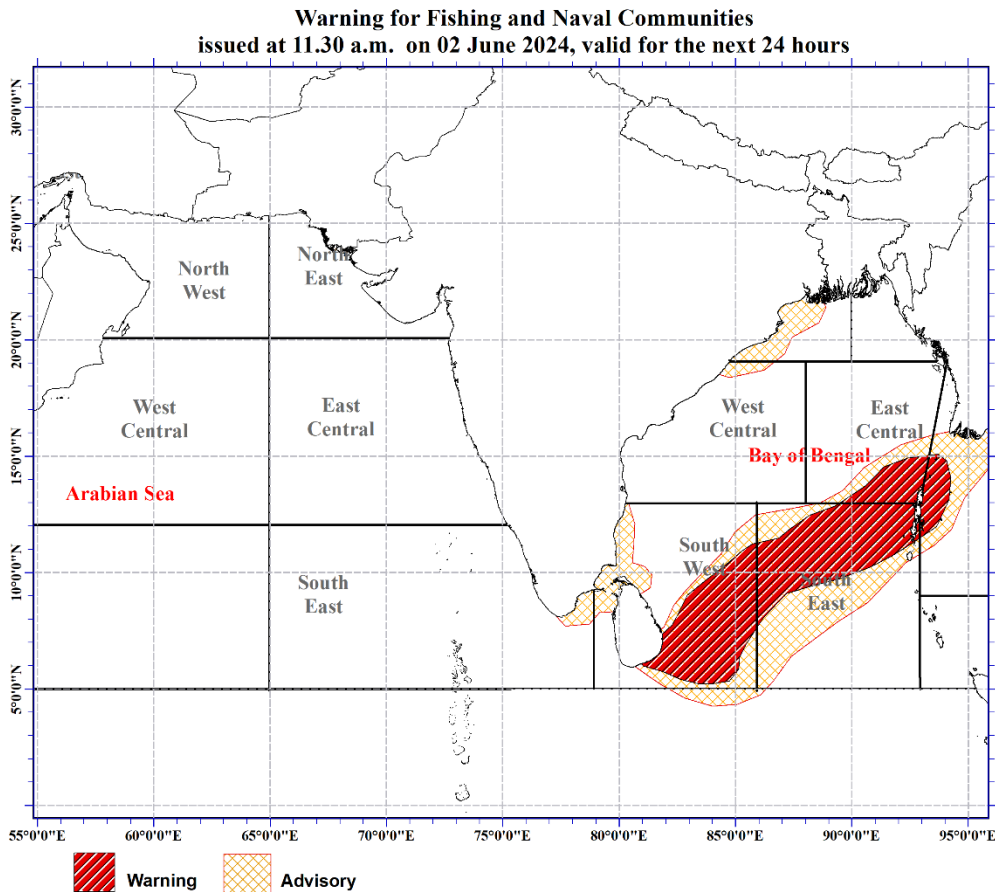 Warning for Fishing and Naval Communities
issued at 11.30 a.m. on 02 June 2024, valid for the next 24 hours
30°0'0"N
25°0'0"N
20°0'0"N
15°0'0"N
10°0'0"N
5°0'0"N
North
West
North
East
West
Central
East
Central
Arabian Sea
South
East
West
Central
East
Central
Bay of Bengal
South
West
South
East
55°0'0"E
60°0'0"E
65°0'0"E
70°0'0"E
75°0'0"E
80°0'0"E
85°0'0"E
90°0'0"E
95°0'0"E
Warning
Advisory